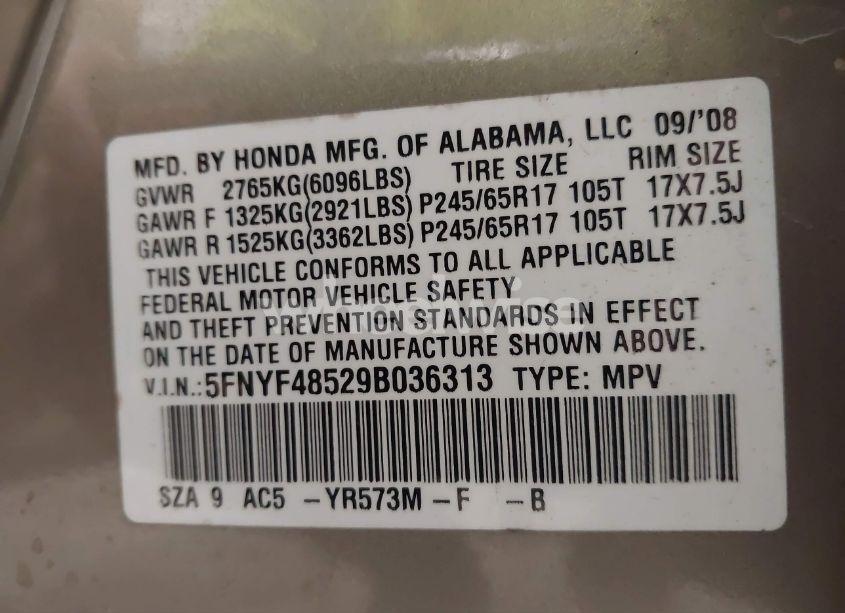 MFD. BY HONDA MFG. OF ALABAMA, LLC 09/'08
GVWR 2765KG(6096LBS) TIRE SIZE RIM SIZE
GAWR F 1325KG(2921LBS) P245/65R17 105T 17X7.5J
GAWR R 1525KG(3362LBS) P245/65R17 105T 17X7.5J
THIS VEHICLE CONFORMS TO ALL APPLICABLE
FEDERAL MOTOR VEHICLE SAFETY
AND THEFT PREVENTION STANDARDS IN EFFECT
ON THE DATE OF MANUFACTURE SHOWN ABOVE.
V.I.N.:5FNYF48529B036313 TYPE: MPV
SZA 9 AC5 -YR573M -F -B